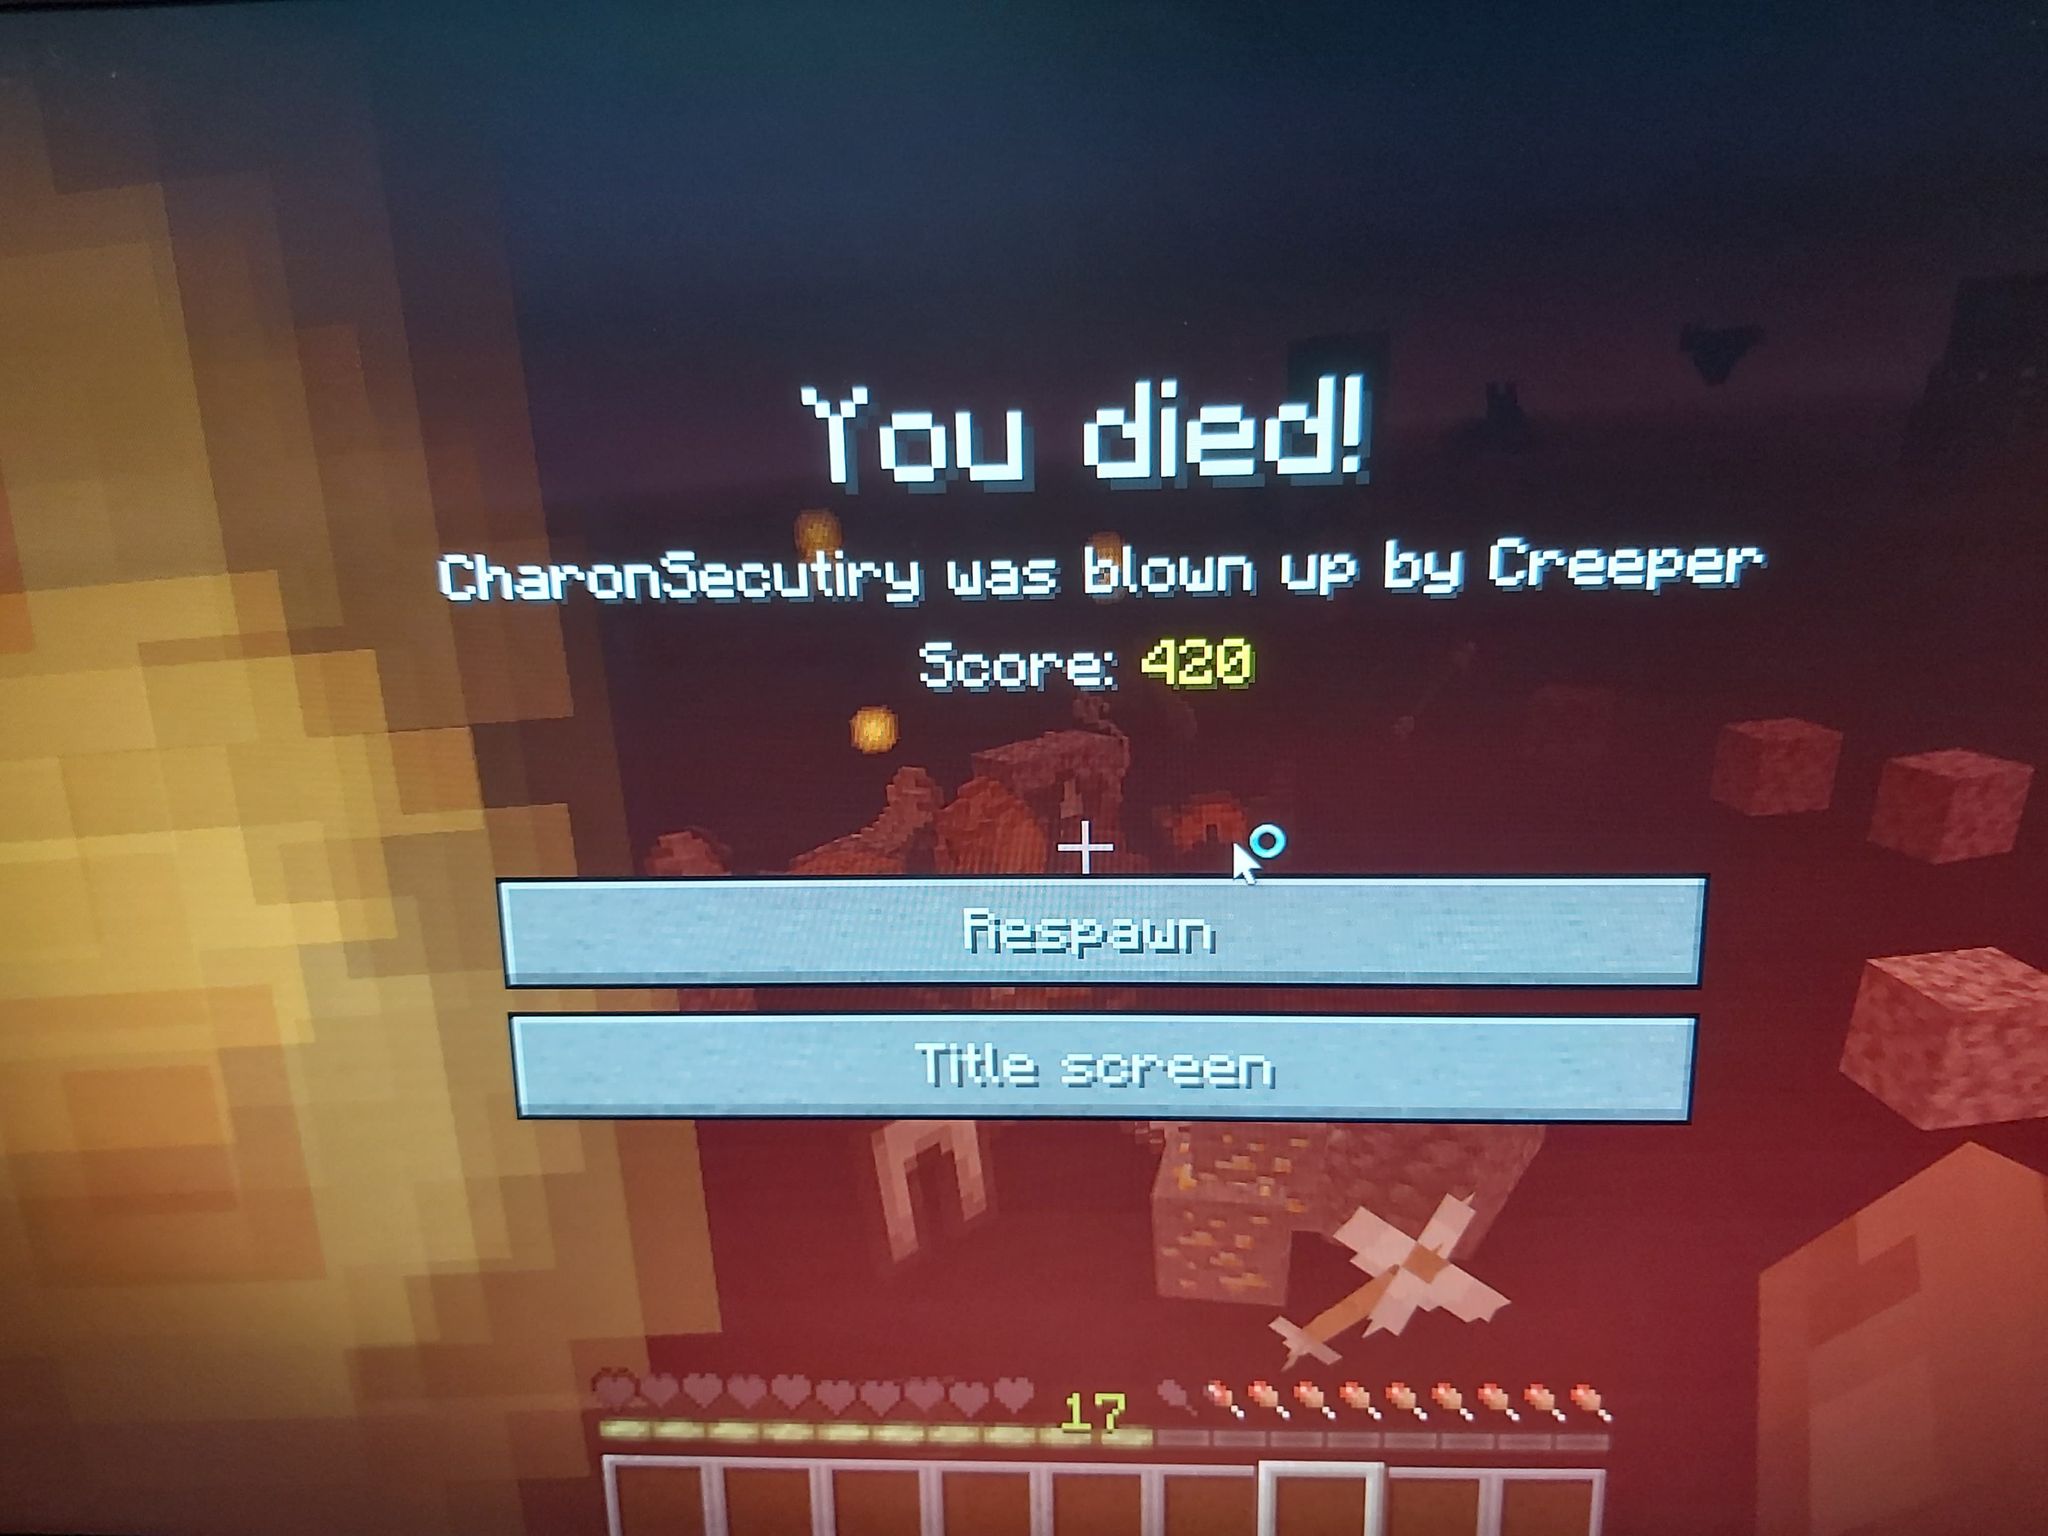 You died!
CharonSecutiry was blown up by Creeper
Score: 420
Respawn
Title screen
17